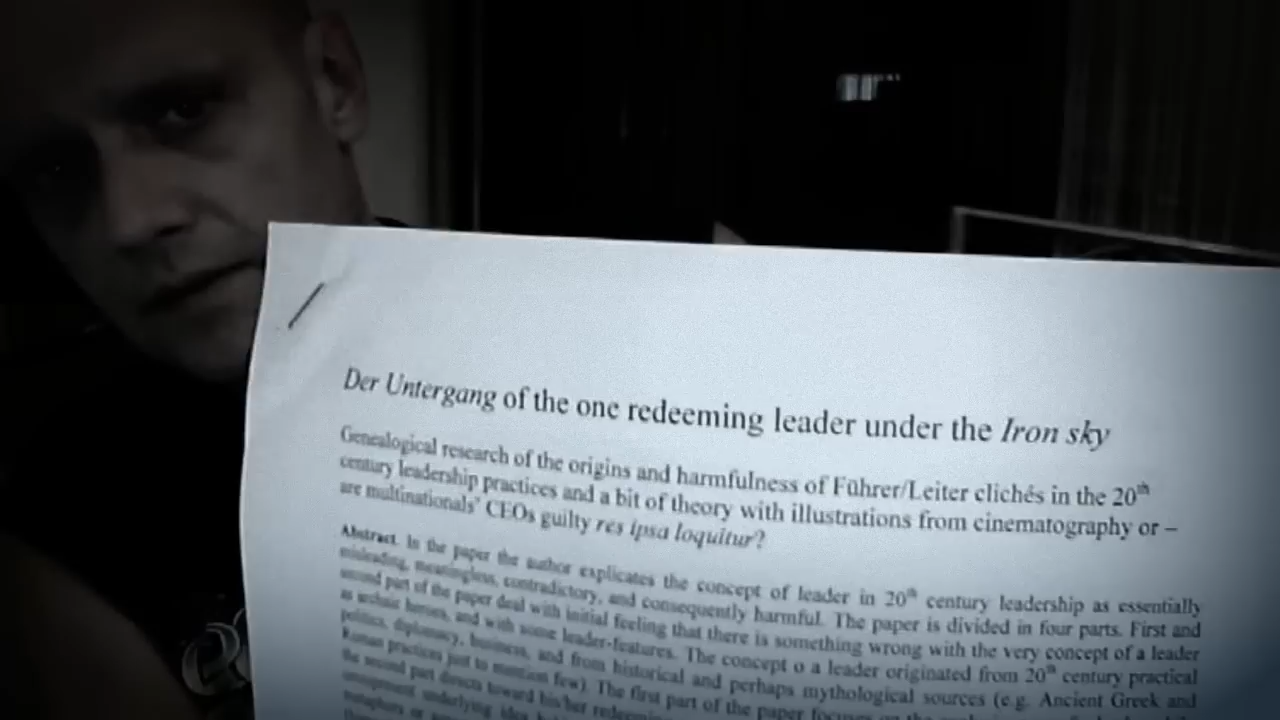 Der Untergang of the one redeeming leader under the Iron sky
Genealogical research of the origins and harmfulness of Führer/Leiter clichés in the 20th
century leadership practices and a bit of theory with illustrations from cinematography or –
are multinationals' CEOs guilty res ipsa loquitur?
Abstract. In the paper the author explicates the concept of leader in 20th century leadership as essentially
misleading, meaningless, contradictory, and consequently harmful. The paper is divided in four parts. First and
second part of the paper deal with initial feeling that there is something wrong with the very concept of a leader
as archaic heroes, and with some leader-features. The concept o a leader originated from 20th century practical
politics, diplomacy, business, and from historical and perhaps mythological sources (e.g. Ancient Greek and
Roman practices just to mention few). The first part of the paper focuses on the
the second part directs toward his/her
underlying idea